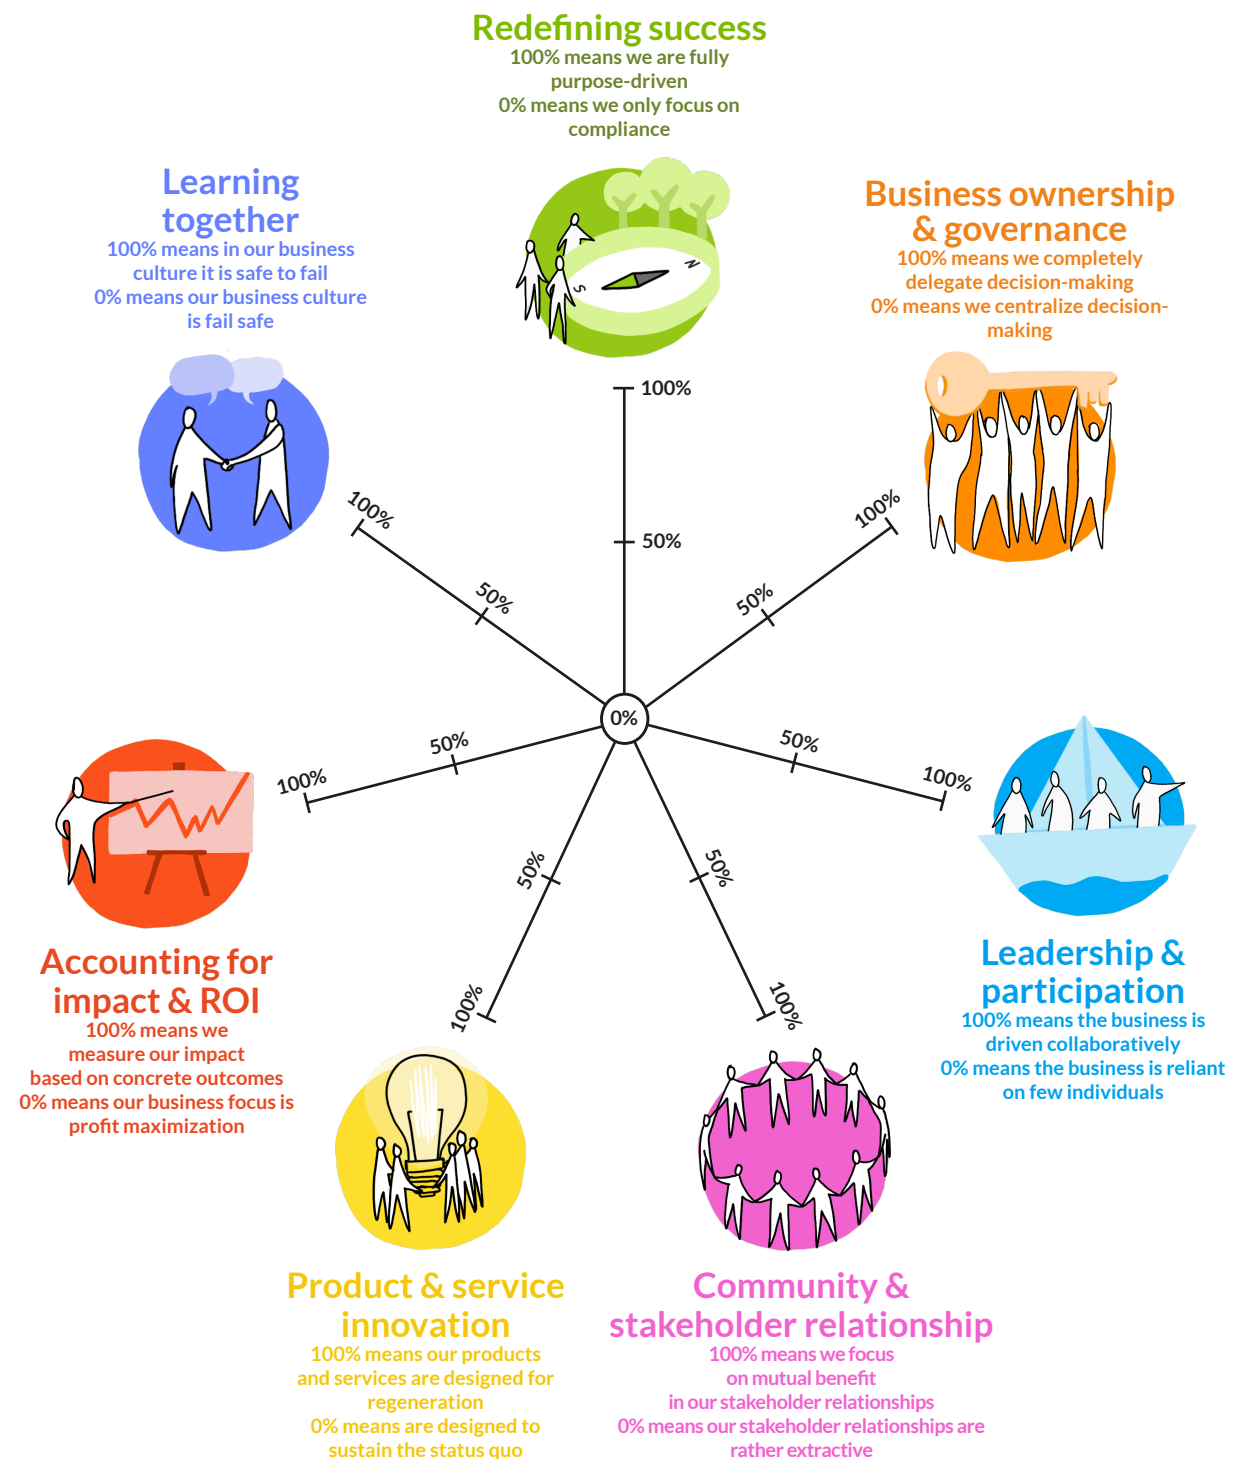 Redefining success
100% means we are fully
purpose-driven
0% means we only focus on
compliance
Learning
together
100% means in our business
culture it is safe to fail
0% means our business culture
is fail safe
Business ownership
& governance
100% means we completely
delegate decision-making
0% means we centralize decision-
making
N
S
100%
50%
100%
50%
100%
50%
0%
50%
100%
50%
100%
50%
100%
50%
100%
Accounting for
impact & ROI
100% means we
measure our impact
based on concrete outcomes
0% means our business focus is
profit maximization
Leadership &
participation
100% means the business is
driven collaboratively
0% means the business is reliant
on few individuals
Product & service
innovation
100% means our products
and services are designed for
regeneration
0% means are designed to
sustain the status quo
Community &
stakeholder relationship
100% means we focus
on mutual benefit
in our stakeholder relationships
0% means our stakeholder relationships are
rather extractive